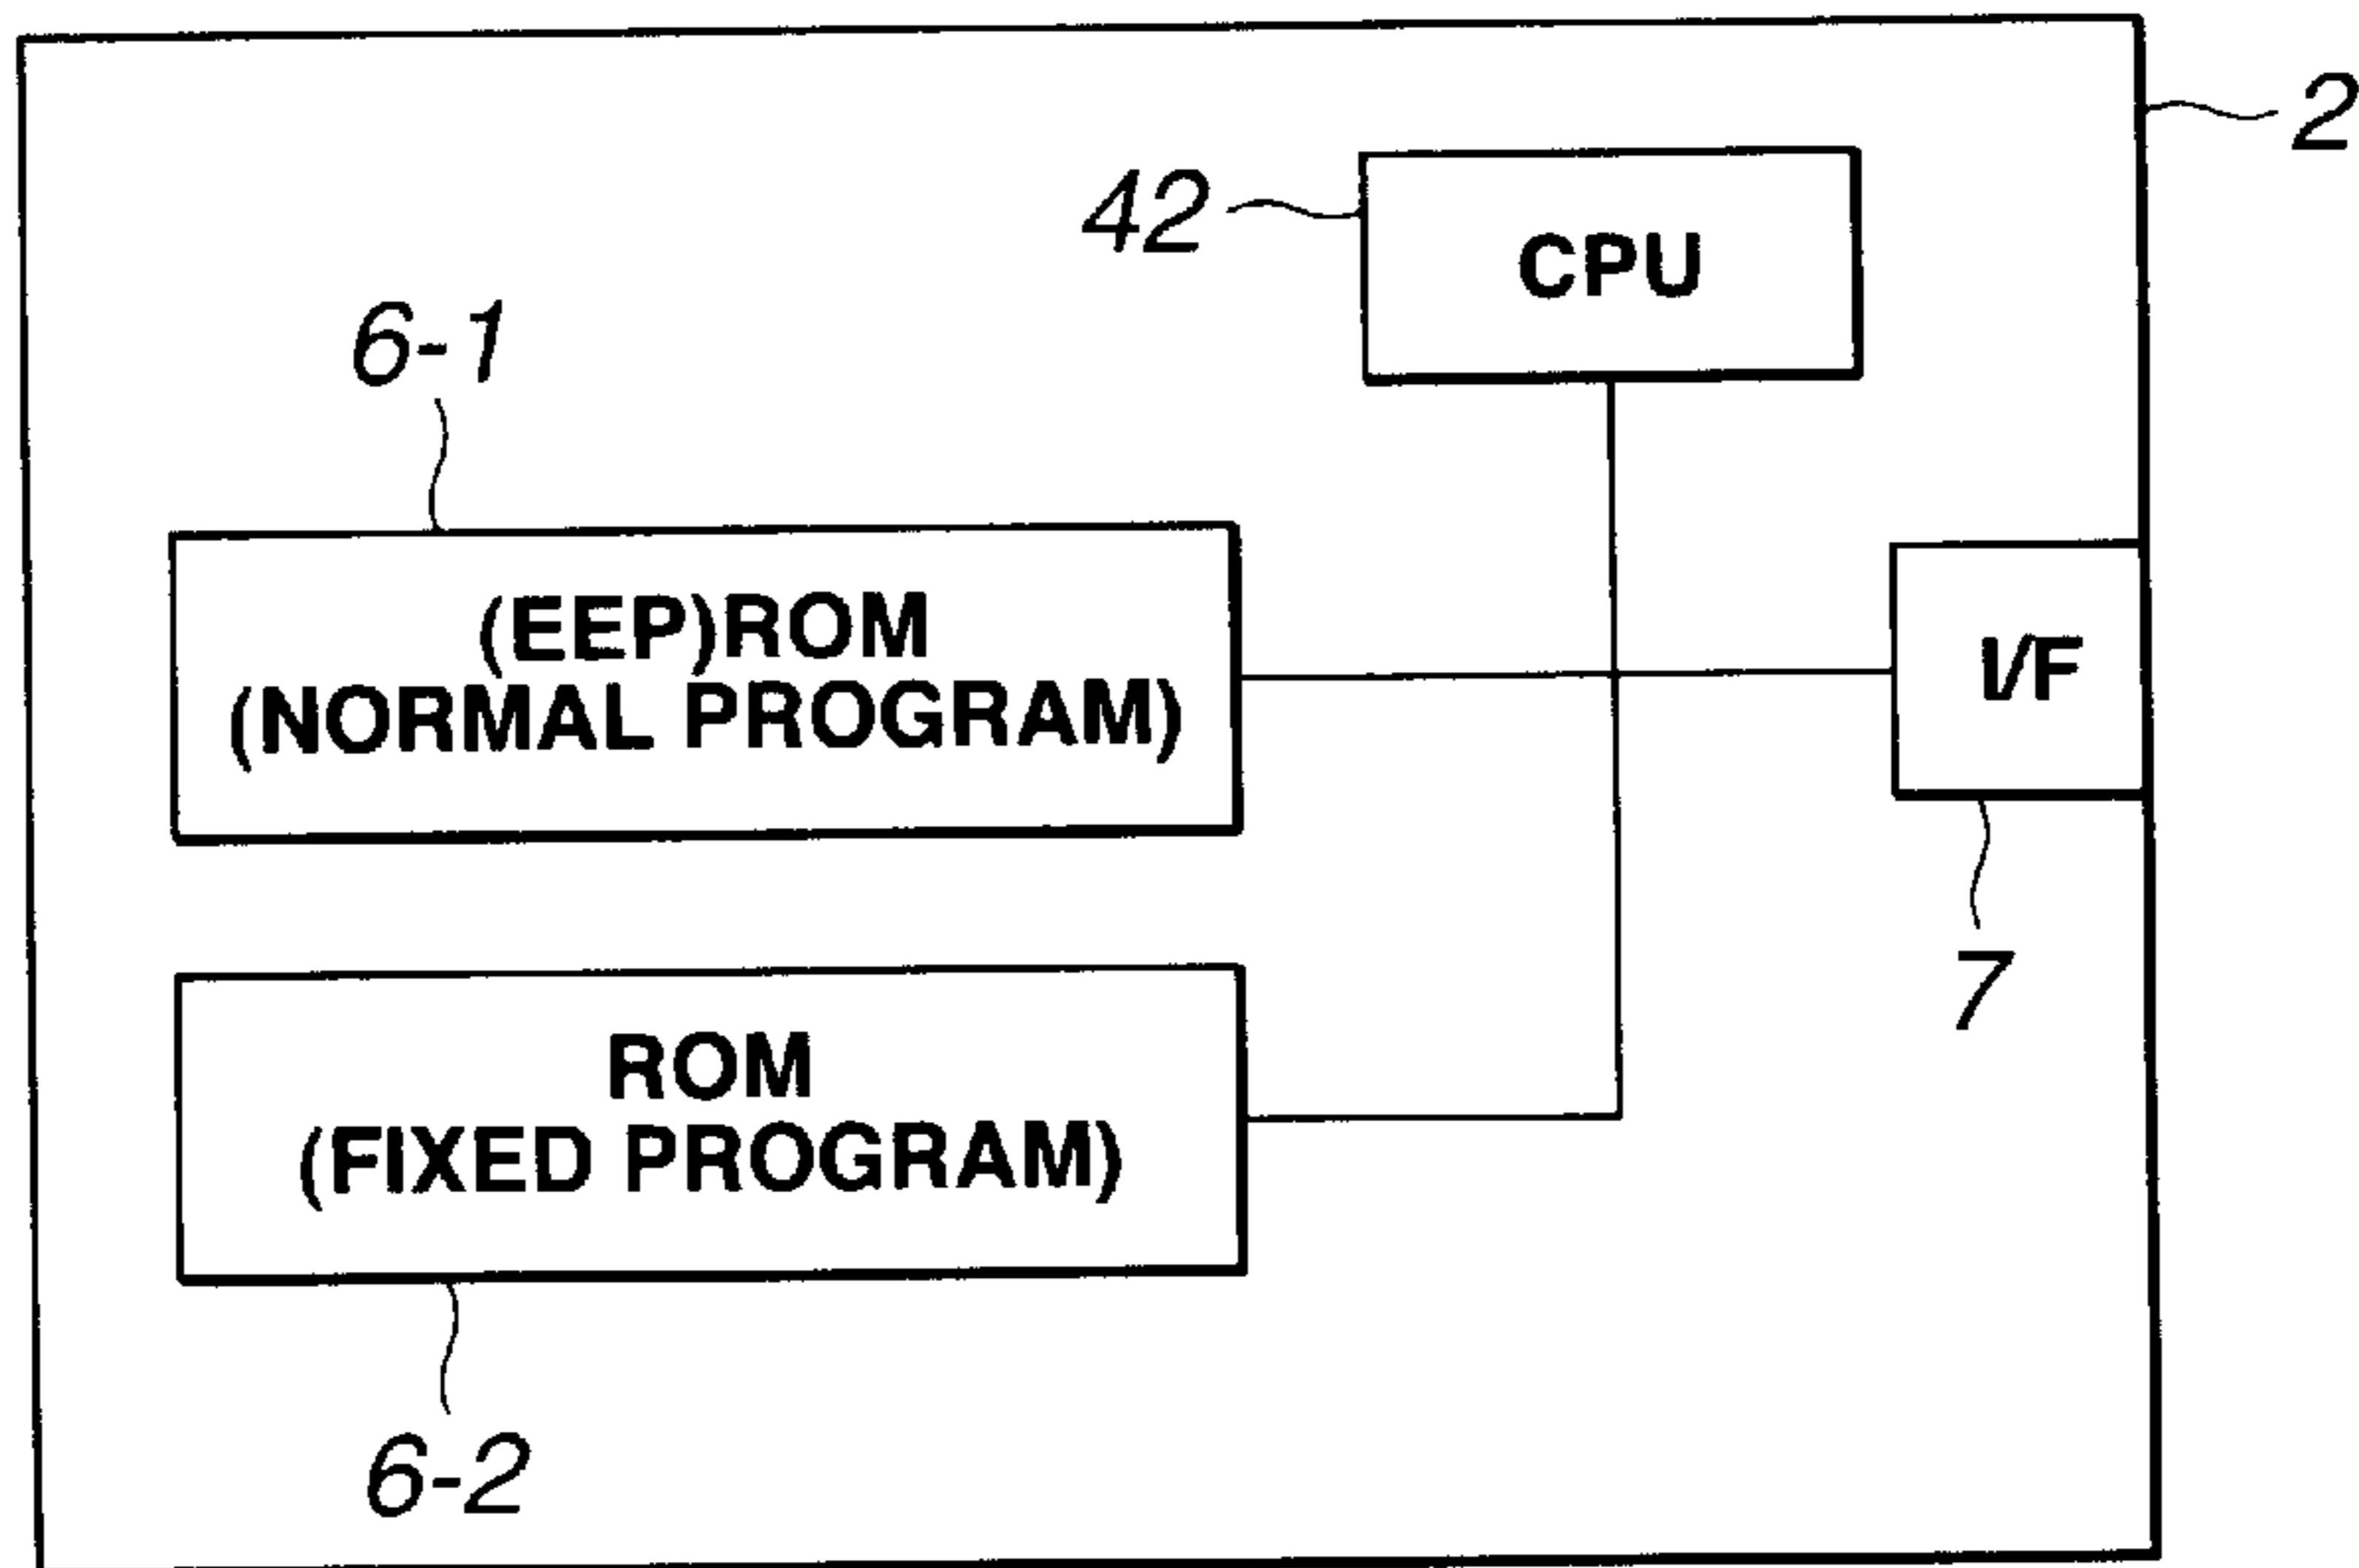 2
42
CPU
6-1
(EEP)ROM
(NORMAL PROGRAM)
I/F
7
ROM
(FIXED PROGRAM)
6-2